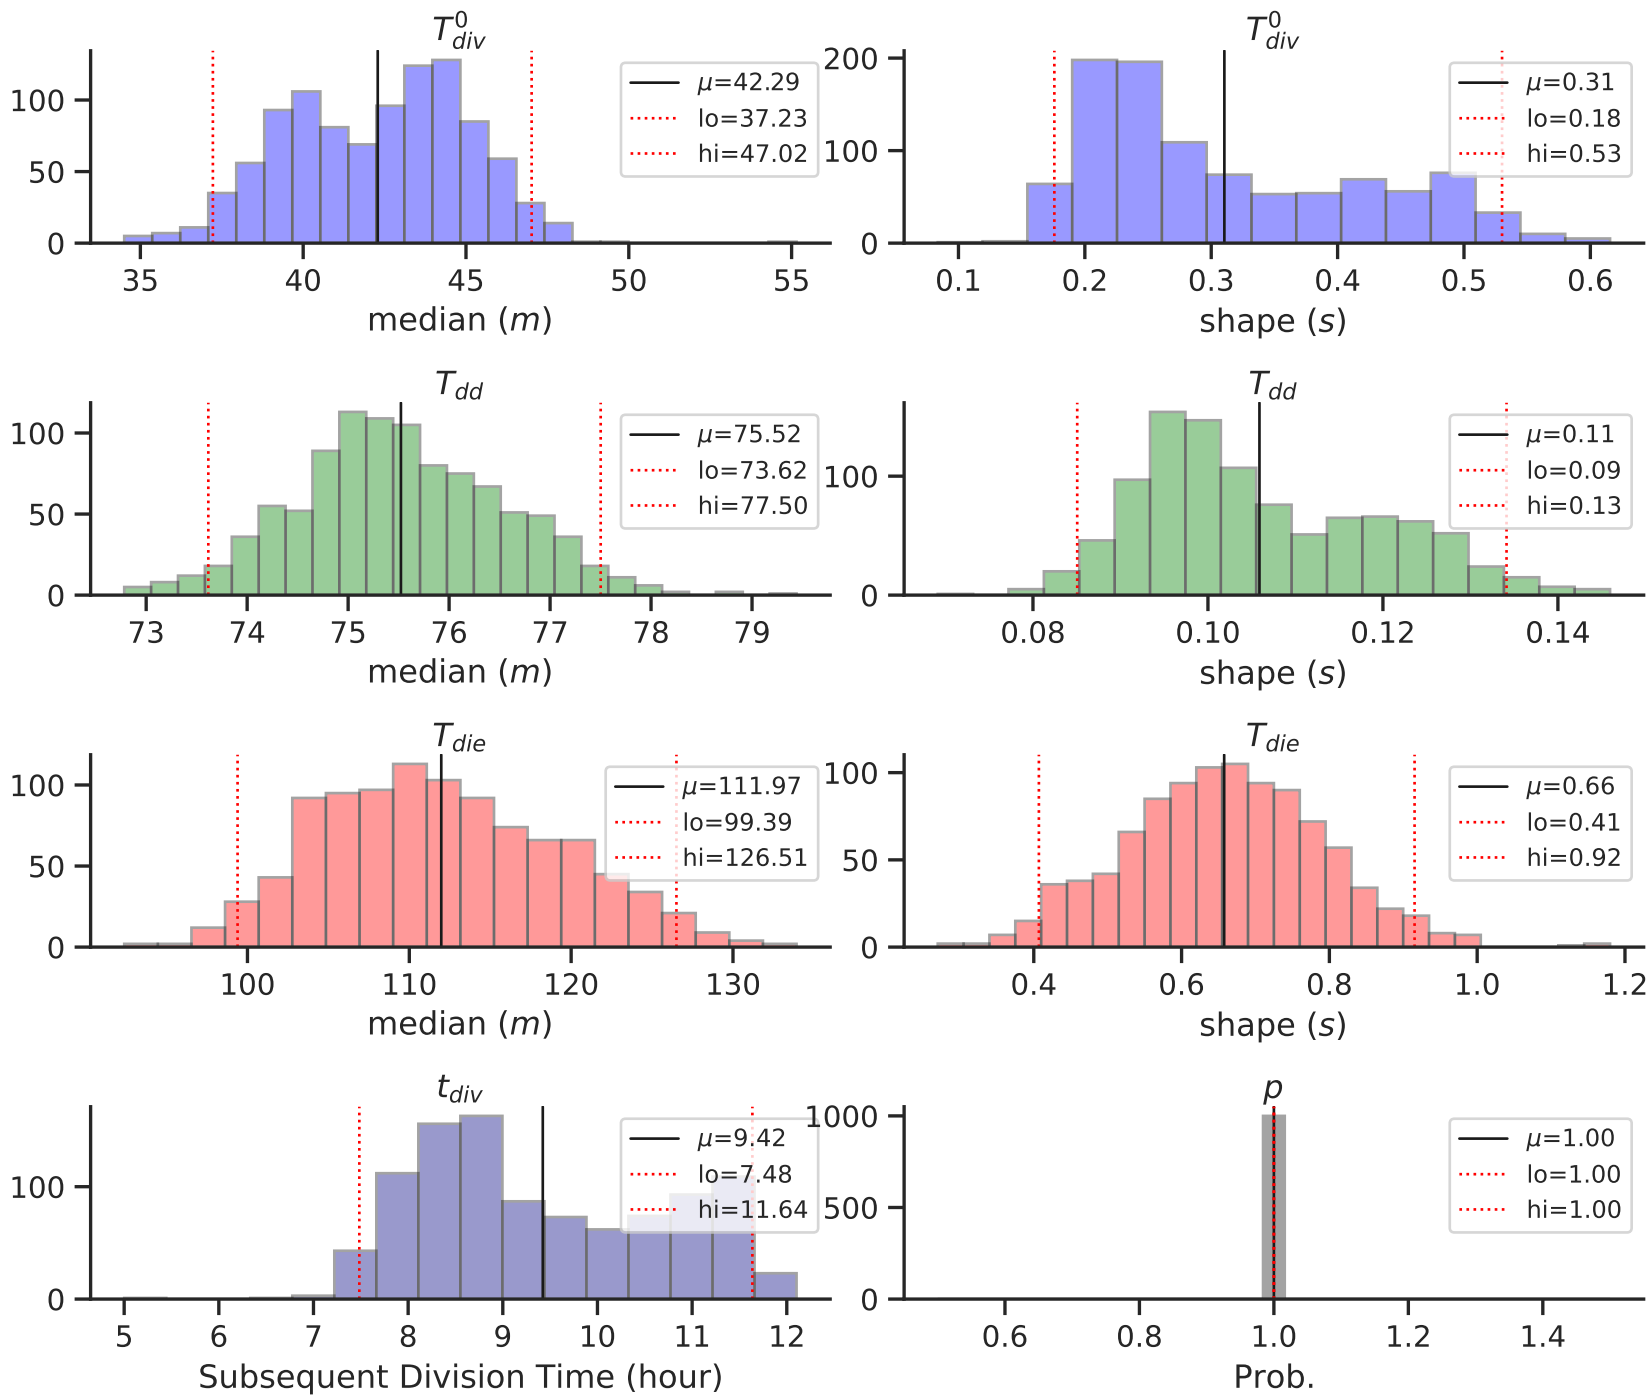 T⁰div
100
50
0
μ=42.29
lo=37.23
hi=47.02
35 40 45 50 55
median (m)
T⁰div
200
100
0
μ=0.31
lo=0.18
hi=0.53
0.1 0.2 0.3 0.4 0.5 0.6
shape (s)
Tdd
100
50
0
μ=75.52
lo=73.62
hi=77.50
73 74 75 76 77 78 79
median (m)
Tdd
100
0
μ=0.11
lo=0.09
hi=0.13
0.08 0.10 0.12 0.14
shape (s)
Tdie
100
50
0
μ=111.97
lo=99.39
hi=126.51
100 110 120 130
median (m)
Tdie
100
50
0
μ=0.66
lo=0.41
hi=0.92
0.4 0.6 0.8 1.0 1.2
shape (s)
tdiv
100
0
μ=9.42
lo=7.48
hi=11.64
5 6 7 8 9 10 11 12
Subsequent Division Time (hour)
p
1000
500
0
μ=1.00
lo=1.00
hi=1.00
0.6 0.8 1.0 1.2 1.4
Prob.